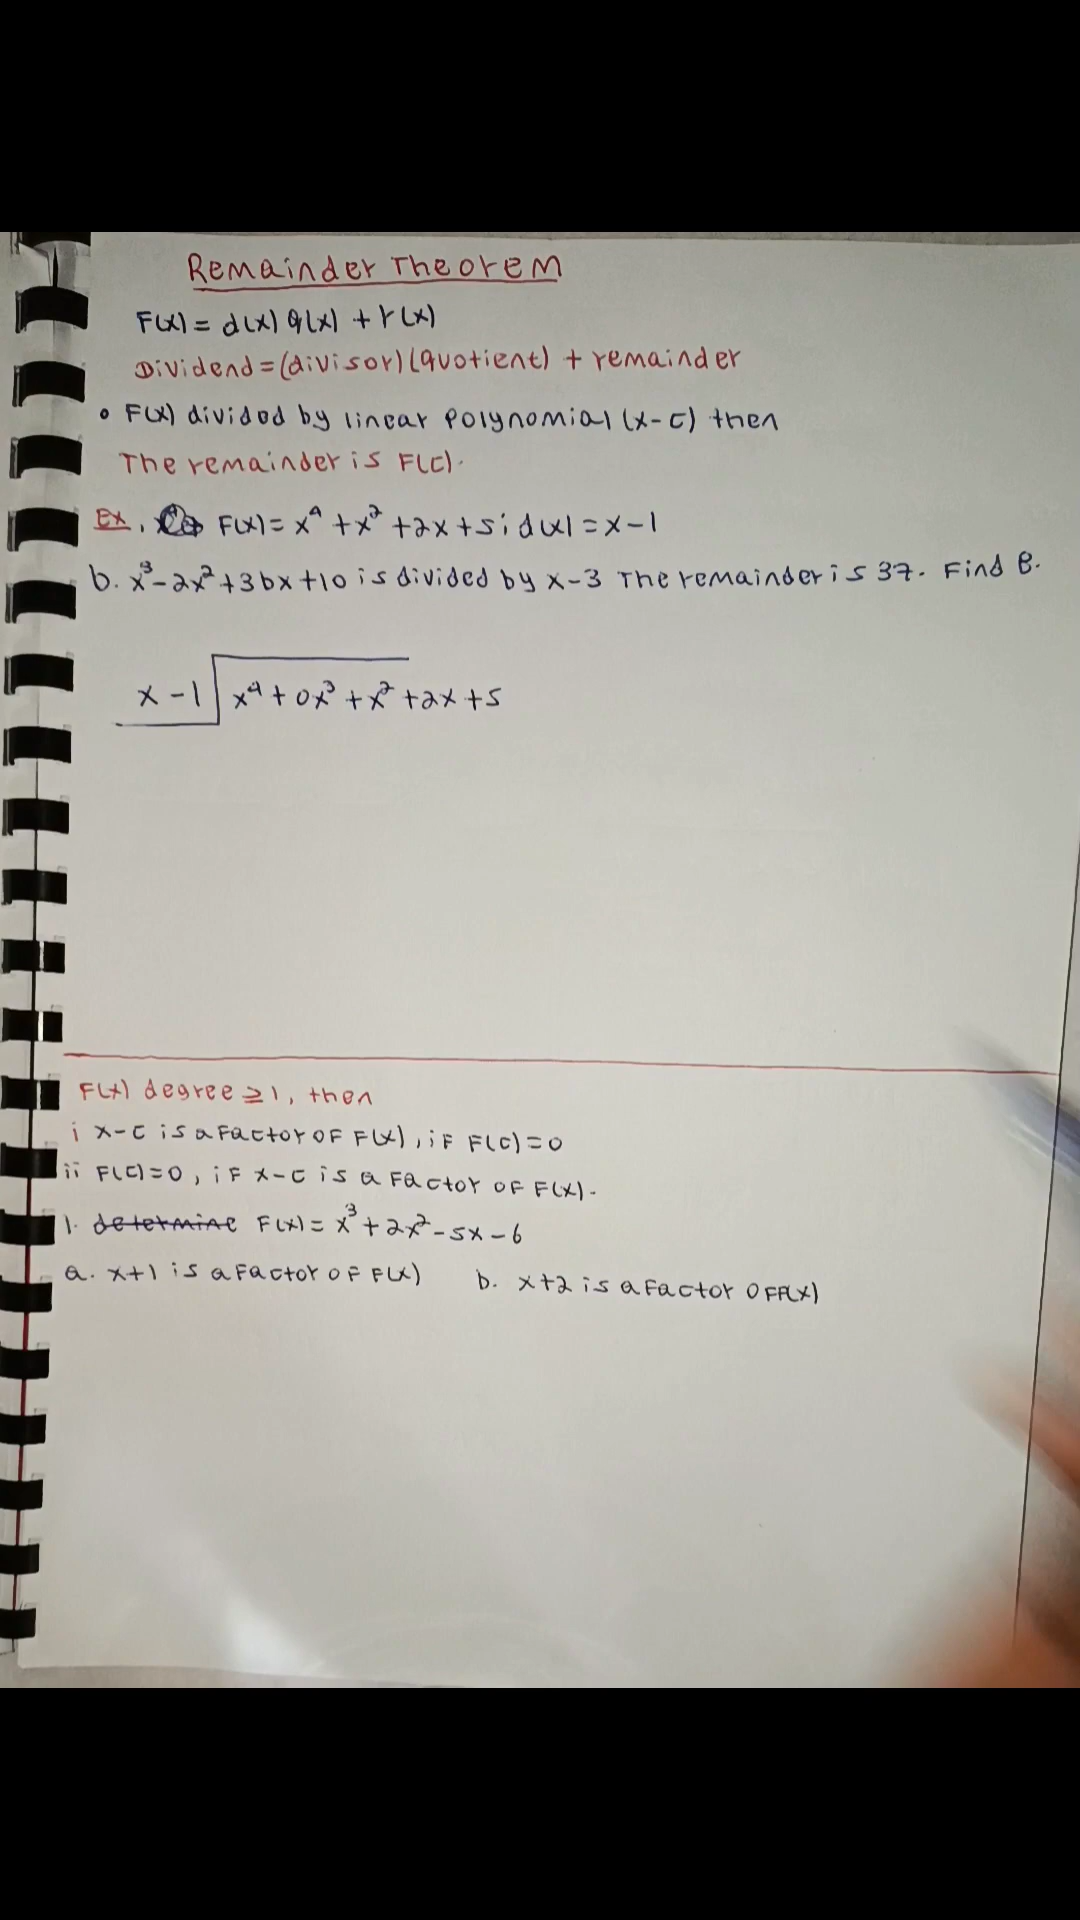 Remainder Theorem
F(x) = d(x) q(x) + r(x)
Dividend = (divisor) (quotient) + remainder
• F(x) divided by linear polynomial (x-c) then
The remainder is F(c).
Ex. F(x) = x⁴ + x² + 2x + 5; d(x) = x - 1
b. x³ - 2x² + 3bx + 10 is divided by x - 3 The remainder is 37. Find B.
x - 1 x⁴ + 0x³ + x² + 2x + 5
F(x) degree ≥ 1, then
i x-c is a factor of F(x), if F(c) = 0
ii F(c) = 0, if x-c is a factor of F(x).
1. determine F(x) = x³ + 2x² - 5x - 6
a. x+1 is a factor of F(x) b. x+2 is a factor of F(x)